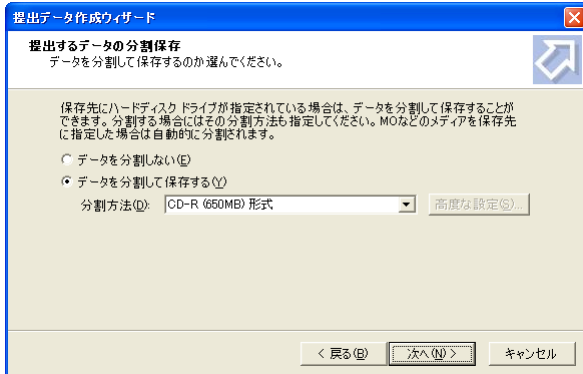 提出データ作成ウィザード
提出するデータの分割保存
データを分割して保存するのか選んでください。
保存先にハードディスク ドライブが指定されている場合は、データを分割して保存することが
できます。分割する場合にはその分割方法も指定してください。MOなどのメディアを保存先
に指定した場合は自動的に分割されます。
データを分割しない(E)
データを分割して保存する(Y)
分割方法(D): CD-R (650MB) 形式 高度な設定(S)...
< 戻る(B) 次へ(N) > キャンセル